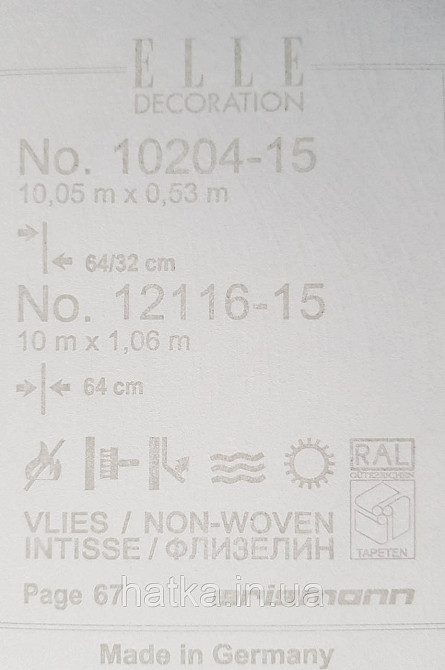 ELLE
DECORATION
No. 10204-15
10,05 m x 0,53 m
64/32 cm
No. 12116-15
10 m x 1,06 m
64 cm
RAL
GÜTEZEICHEN
VLIES / NON-WOVEN
INTISSE / ФЛИЗЕЛИН
TAPETEN
Page 67
hatka.in.ua
Made in Germany